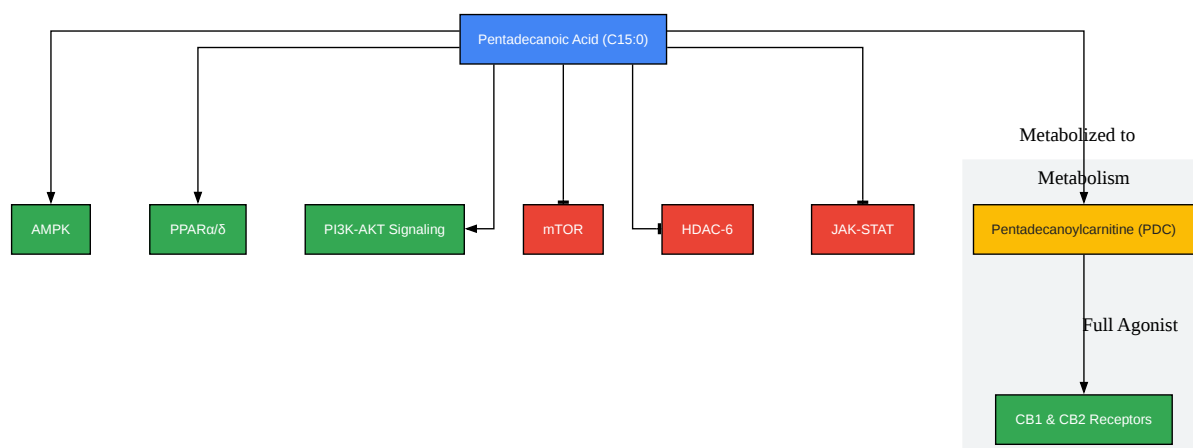 Pentadecanoic Acid (C15:0)
Metabolized to
Metabolism
AMPK
PPARα/δ
PI3K-AKT Signaling
mTOR
HDAC-6
JAK-STAT
Pentadecanoylcarnitine (PDC)
Full Agonist
CB1 & CB2 Receptors